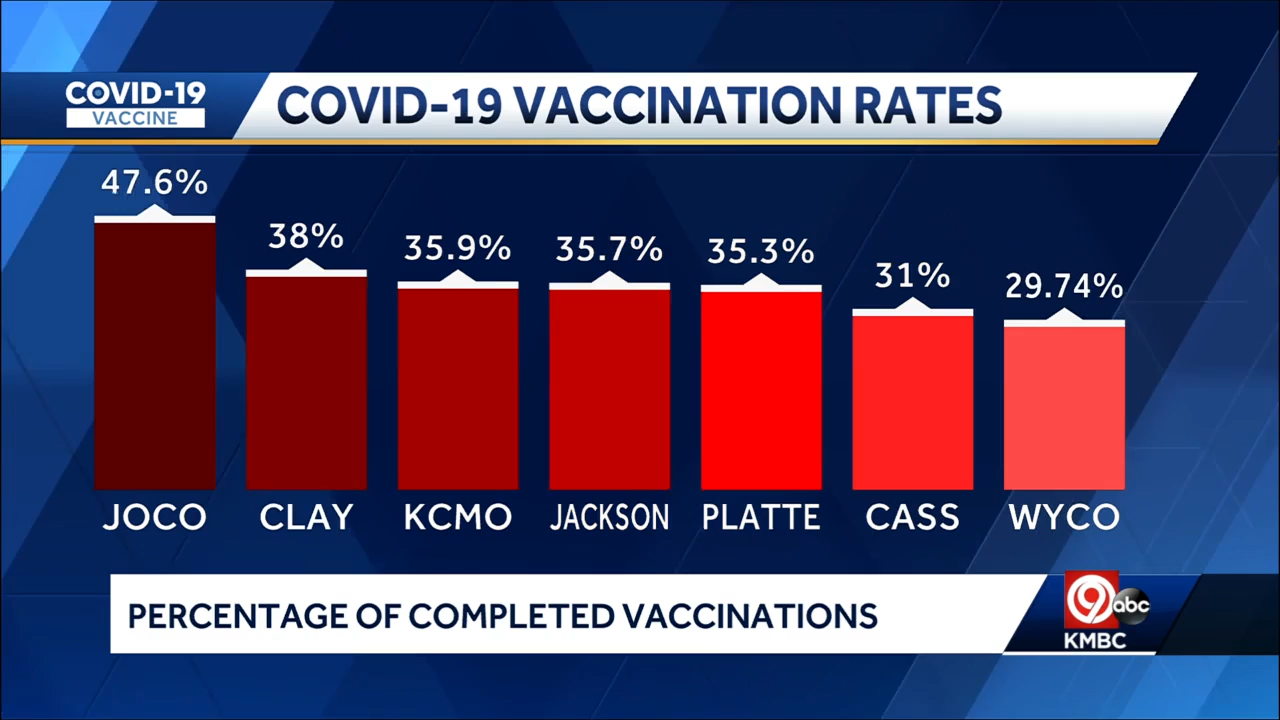 COVID-19
VACCINE
COVID-19 VACCINATION RATES
47.6%
38%
35.9%
35.7%
35.3%
31%
29.74%
JOCO
CLAY
KCMO
JACKSON
PLATTE
CASS
WYCO
PERCENTAGE OF COMPLETED VACCINATIONS
9
abc
KMBC